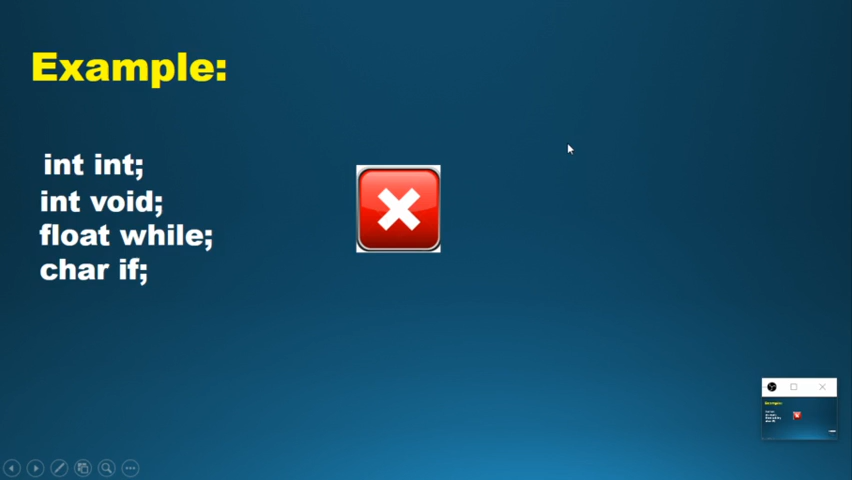 Example:
int int;
int void;
float while;
char if;